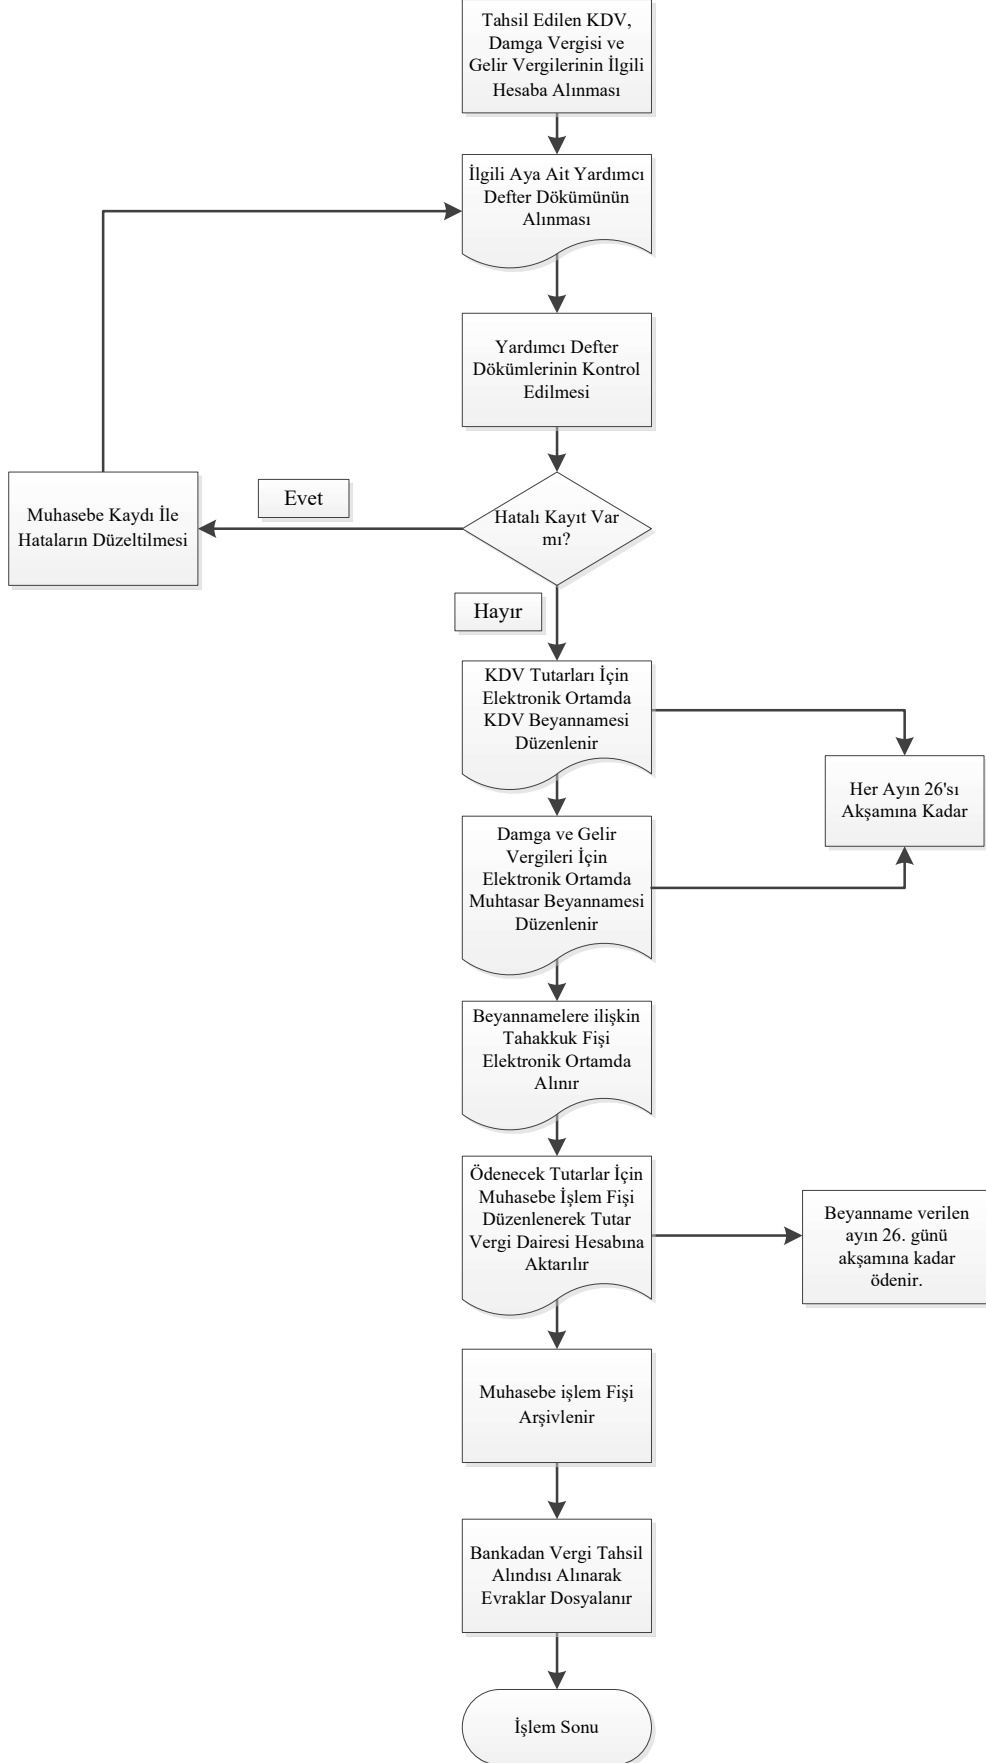 Tahsil Edilen KDV,
Damga Vergisi ve
Gelir Vergilerinin İlgili
Hesaba Alınması
İlgili Aya Ait Yardımcı
Defter Dökümünün
Alınması
Yardımcı Defter
Dökümlerinin Kontrol
Edilmesi
Hatalı Kayıt Var
mı?
Evet
Muhasebe Kaydı İle
Hataların Düzeltilmesi
Hayır
KDV Tutarları İçin
Elektronik Ortamda
KDV Beyannamesi
Düzenlenir
Her Ayın 26'sı
Akşamına Kadar
Damga ve Gelir
Vergileri İçin
Elektronik Ortamda
Muhtasar Beyannamesi
Düzenlenir
Beyannamelere ilişkin
Tahakkuk Fişi
Elektronik Ortamda
Alınır
Ödenecek Tutarlar İçin
Muhasebe İşlem Fişi
Düzenlenerek Tutar
Vergi Dairesi Hesabına
Aktarılır
Beyanname verilen
ayın 26. günü
akşamına kadar
ödenir.
Muhasebe işlem Fişi
Arşivlenir
Bankadan Vergi Tahsil
Alındısı Alınarak
Evraklar Dosyalanır
İşlem Sonu